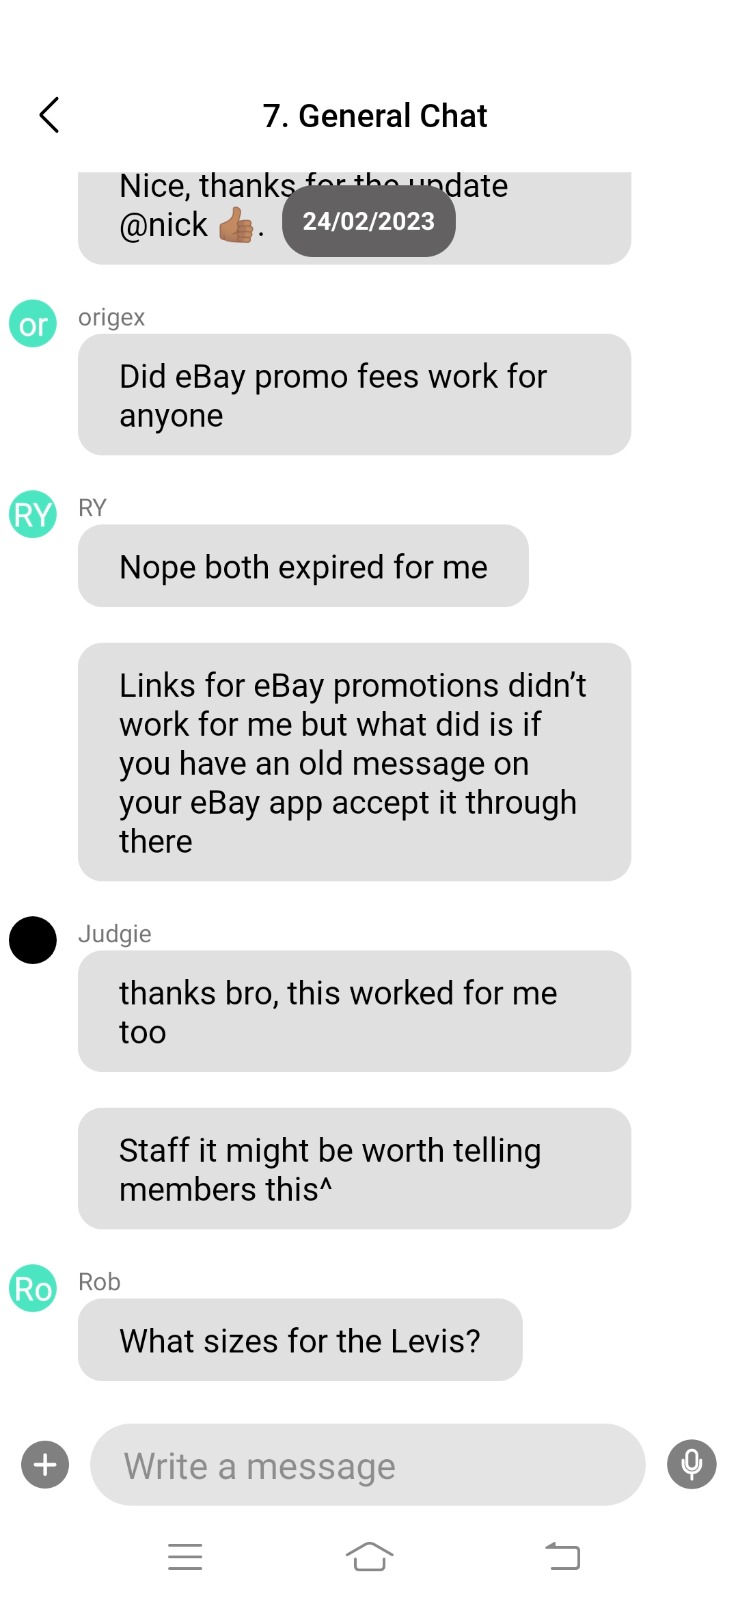 7. General Chat
Nice, thanks for the update
@nick 👍🏽.
24/02/2023
or
origex
Did eBay promo fees work for
anyone
RY
RY
Nope both expired for me
Links for eBay promotions didn’t
work for me but what did is if
you have an old message on
your eBay app accept it through
there
Judgie
thanks bro, this worked for me
too
Staff it might be worth telling
members this^
Ro
Rob
What sizes for the Levis?
Write a message